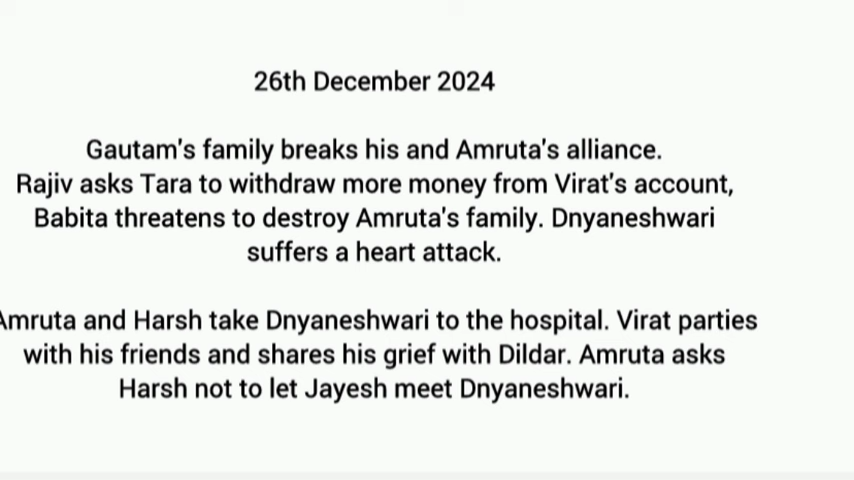 26th December 2024
Gautam's family breaks his and Amruta's alliance.
Rajiv asks Tara to withdraw more money from Virat's account,
Babita threatens to destroy Amruta's family. Dnyaneshwari
suffers a heart attack.
Amruta and Harsh take Dnyaneshwari to the hospital. Virat parties
with his friends and shares his grief with Dildar. Amruta asks
Harsh not to let Jayesh meet Dnyaneshwari.